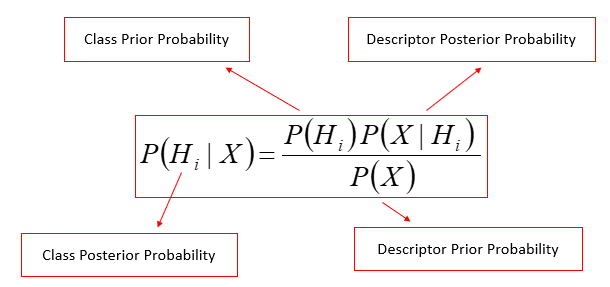 Class Prior Probability
Descriptor Posterior Probability
P(H_i | X) = P(H_i)P(X | H_i) / P(X)
Class Posterior Probability
Descriptor Prior Probability